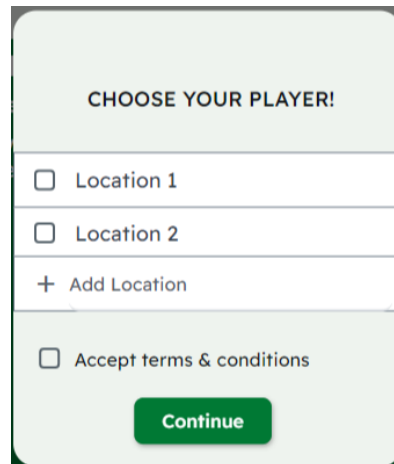 CHOOSE YOUR PLAYER!
Location 1
Location 2
+ Add Location
Accept terms & conditions
Continue